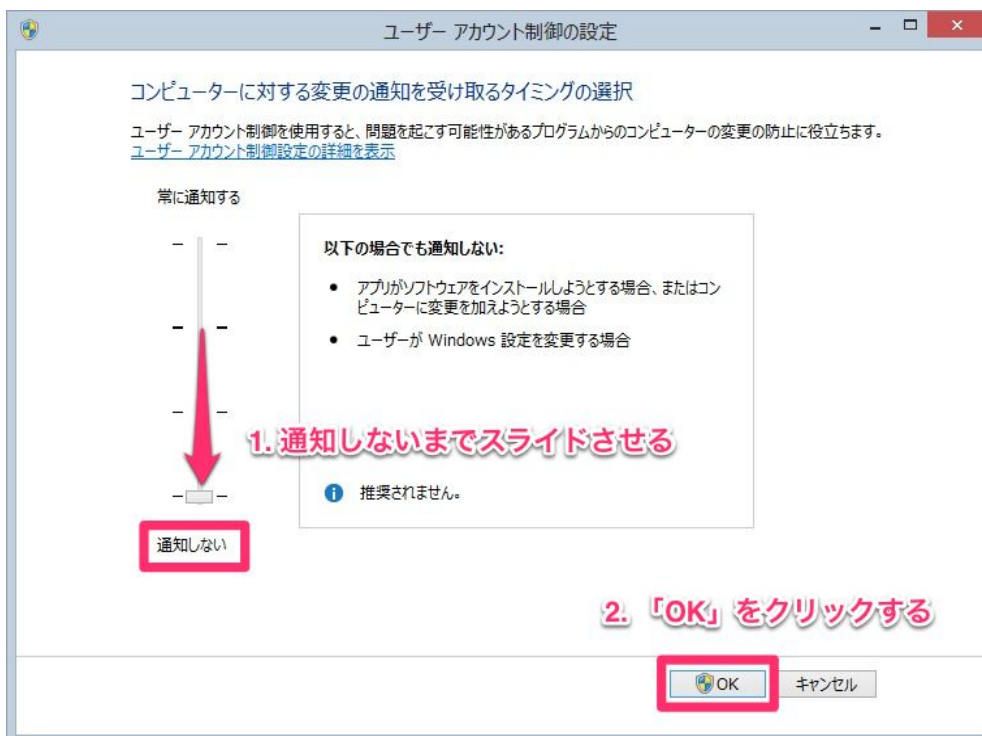 ユーザー アカウント制御の設定
コンピューターに対する変更の通知を受け取るタイミングの選択
ユーザー アカウント制御を使用すると、問題を起こす可能性があるプログラムからのコンピューターの変更の防止に役立ちます。
ユーザー アカウント制御設定の詳細を表示
常に通知する
以下の場合でも通知しない:
● アプリがソフトウェアをインストールしようとする場合、またはコン
ピューターに変更を加えようとする場合
● ユーザーが Windows 設定を変更する場合
1. 通知しないまでスライドさせる
推奨されません。
通知しない
2. 「OK」をクリックする
OK
キャンセル